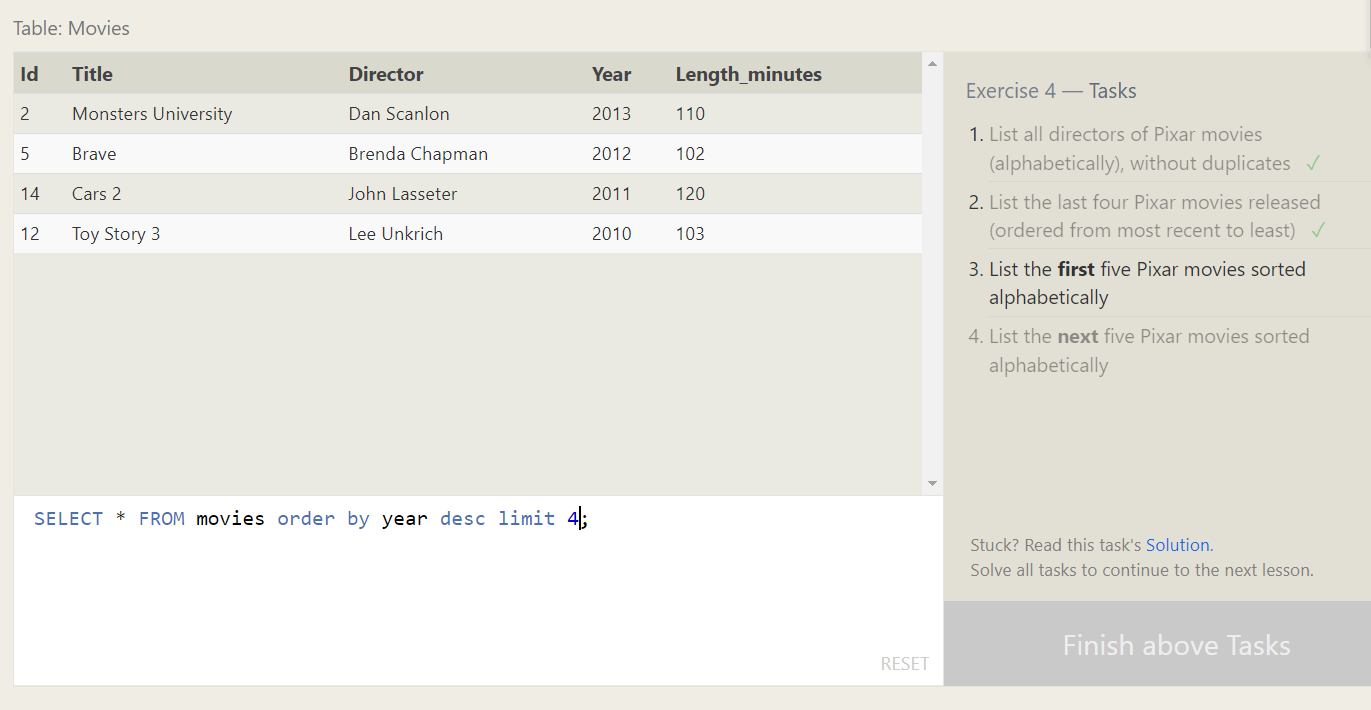 Table: Movies
Id Title Director Year Length_minutes
2 Monsters University Dan Scanlon 2013 110
5 Brave Brenda Chapman 2012 102
14 Cars 2 John Lasseter 2011 120
12 Toy Story 3 Lee Unkrich 2010 103
SELECT * FROM movies order by year desc limit 4;
RESET
Exercise 4 — Tasks
1. List all directors of Pixar movies
(alphabetically), without duplicates ✓
2. List the last four Pixar movies released
(ordered from most recent to least) ✓
3. List the first five Pixar movies sorted
alphabetically
4. List the next five Pixar movies sorted
alphabetically
Stuck? Read this task's Solution.
Solve all tasks to continue to the next lesson.
Finish above Tasks